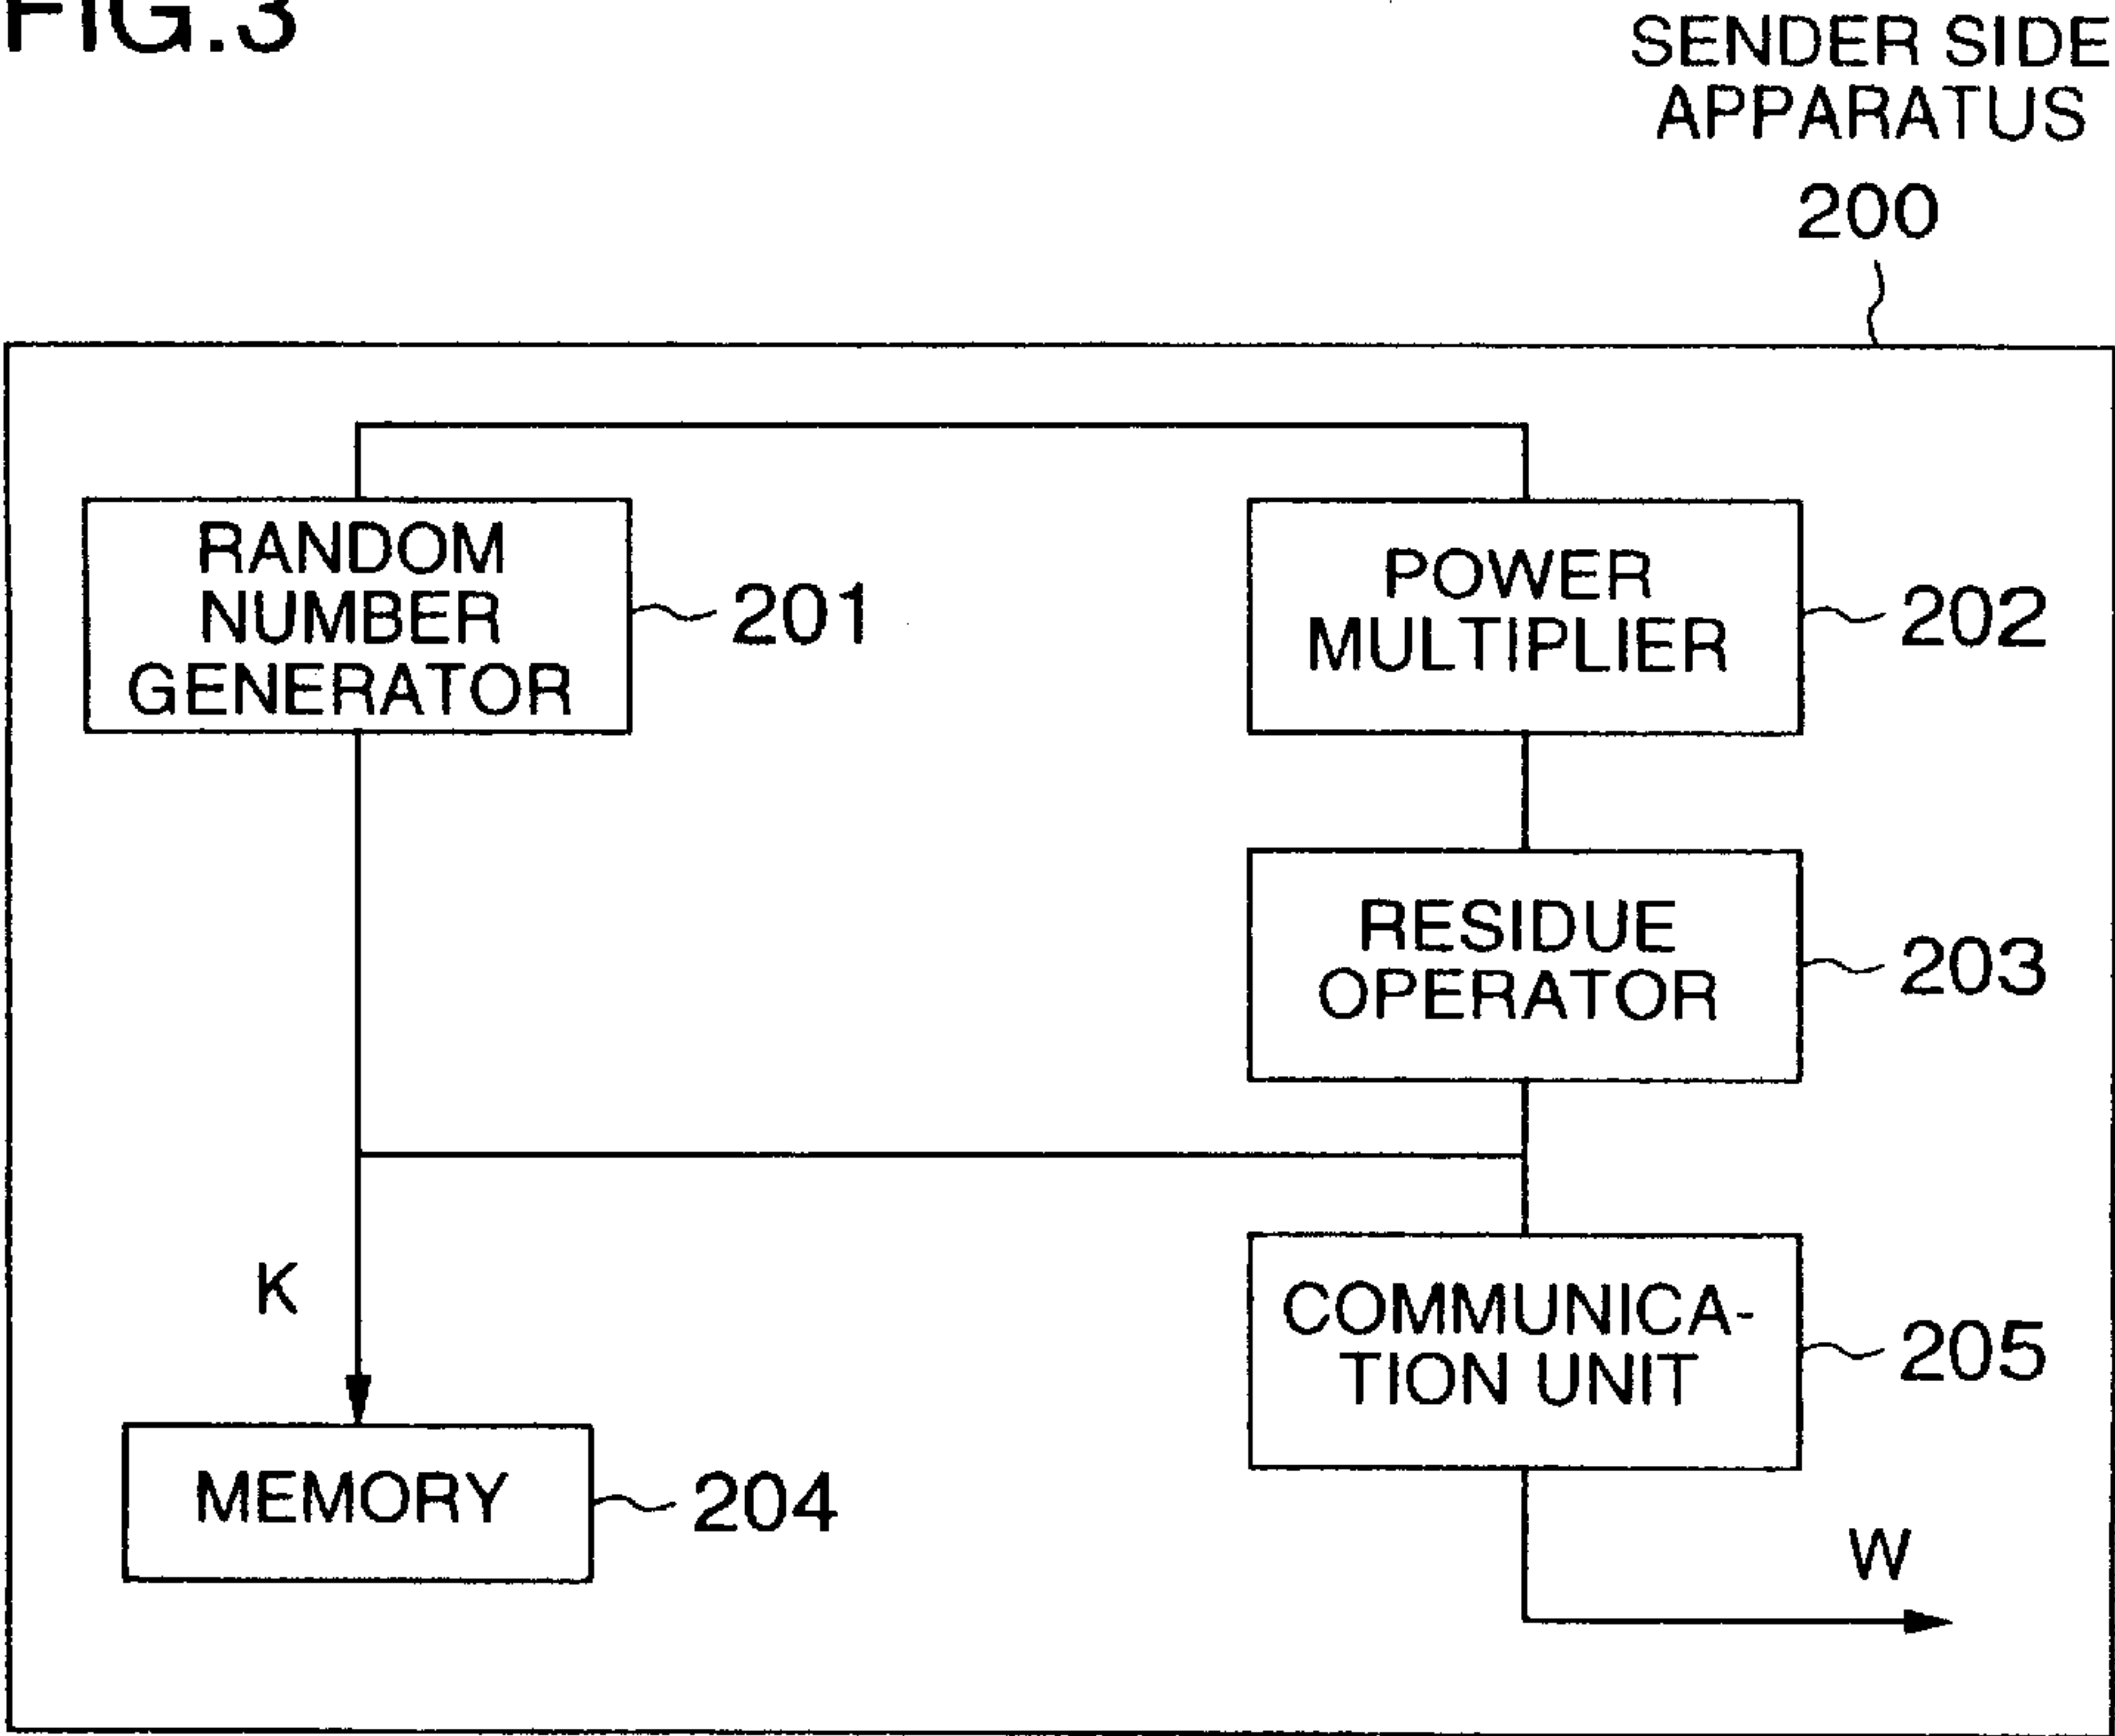 FIG.3
SENDER SIDE
APPARATUS
200
RANDOM
NUMBER
GENERATOR
201
POWER
MULTIPLIER
202
RESIDUE
OPERATOR
203
K
COMMUNICA-
TION UNIT
205
MEMORY
204
W